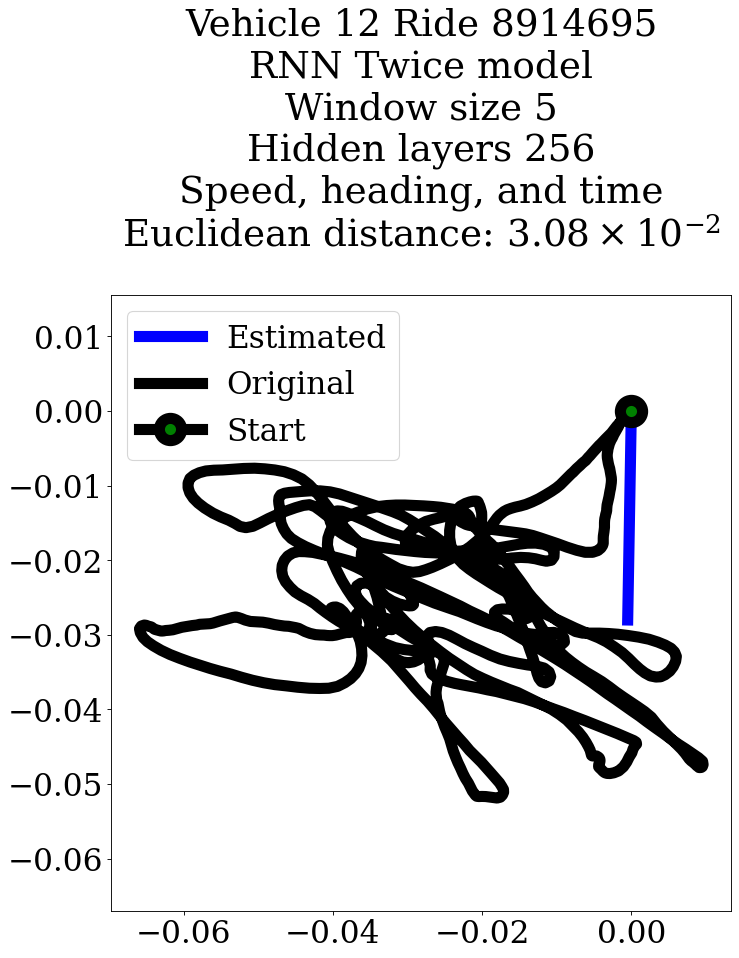 Vehicle 12 Ride 8914695
RNN Twice model
Window size 5
Hidden layers 256
Speed, heading, and time
Euclidean distance: 3.08 × 10⁻²
Estimated
Original
Start
0.01
0.00
−0.01
−0.02
−0.03
−0.04
−0.05
−0.06
−0.06 −0.04 −0.02 0.00